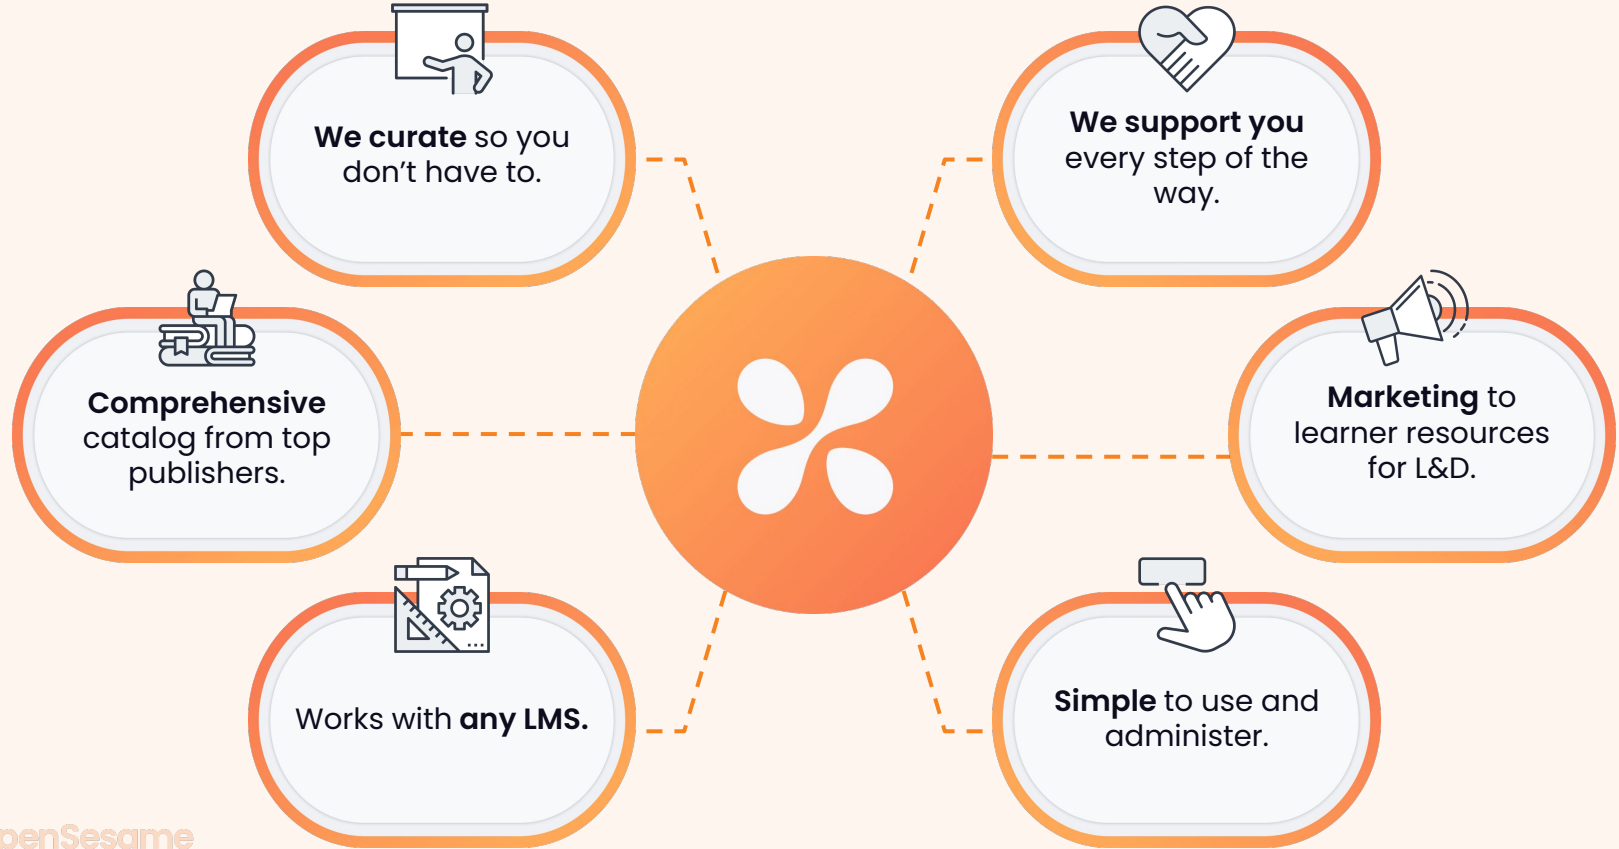 We curate so you
don't have to.
We support you
every step of the
way.
Comprehensive
catalog from top
publishers.
Marketing to
learner resources
for L&D.
Works with any LMS.
Simple to use and
administer.
penSesame